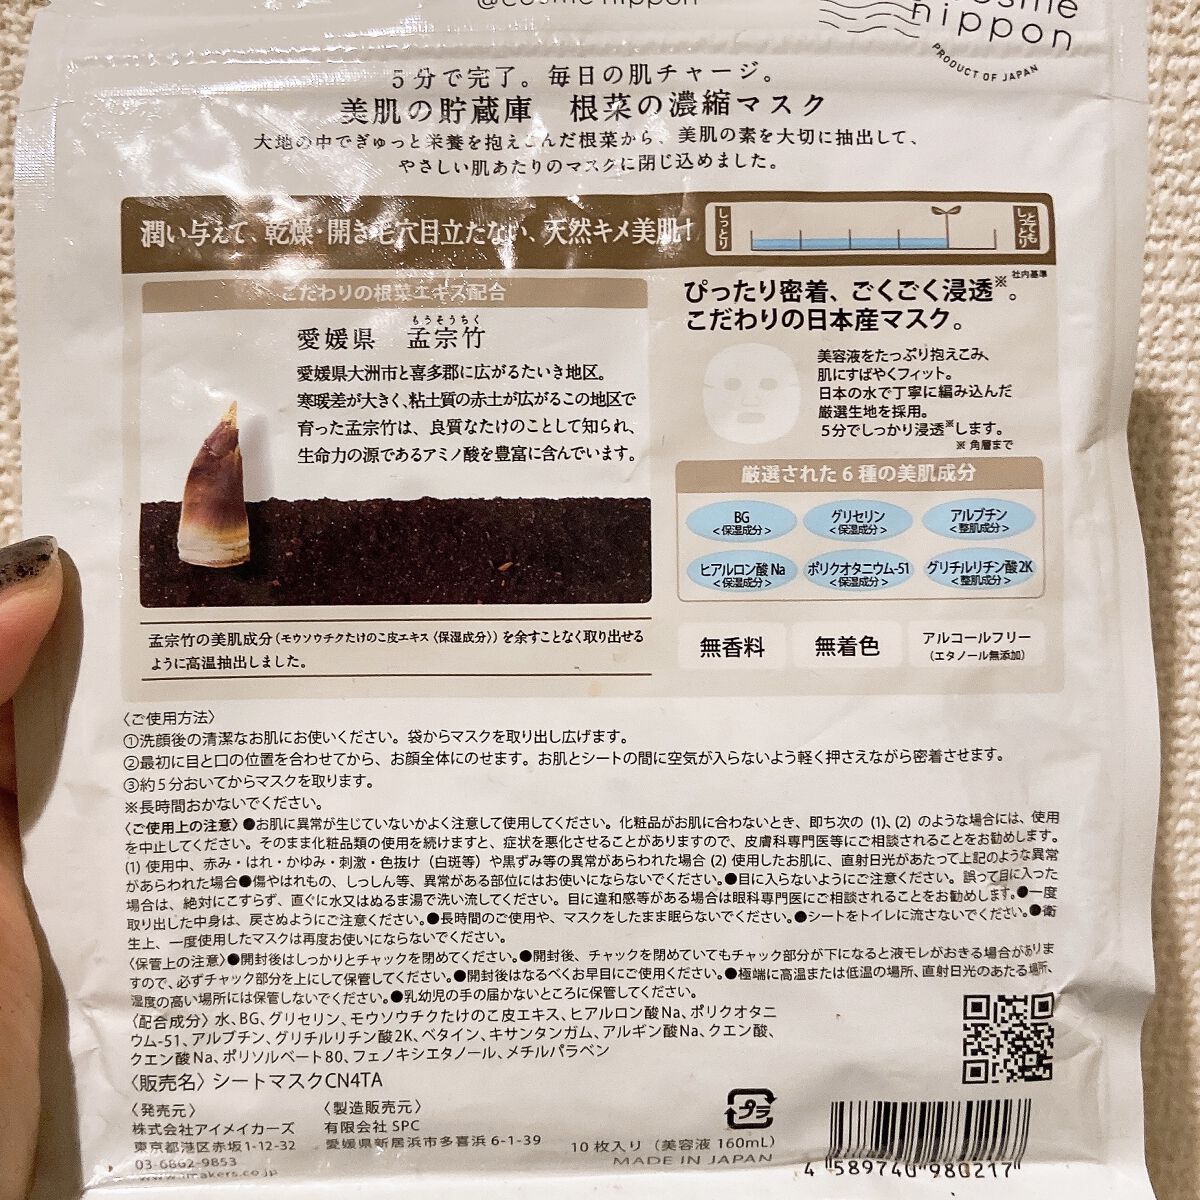 @cosme nippon
cosme
nippon
PRODUCT OF JAPAN
5分で完了。毎日の肌チャージ。
美肌の貯蔵庫 根菜の濃縮マスク
大地の中でぎゅっと栄養を抱えこんだ根菜から、美肌の素を大切に抽出して、
やさしい肌あたりのマスクに閉じ込めました。
潤い与えて、乾燥・開き毛穴目立たない、天然キメ美肌†
しっとり
とてもしっとり
社内基準
こだわりの根菜エキス配合
もうそうちく
愛媛県 孟宗竹
愛媛県大洲市と喜多郡に広がるたいき地区。
寒暖差が大きく、粘土質の赤土が広がるこの地区で
育った孟宗竹は、良質なたけのことして知られ、
生命力の源であるアミノ酸を豊富に含んでいます。
孟宗竹の美肌成分（モウソウチクたけのこ皮エキス〈保湿成分〉）を余すことなく取り出せる
ように高温抽出しました。
ぴったり密着、ごくごく浸透※。
こだわりの日本産マスク。
美容液をたっぷり抱えこみ、
肌にすばやくフィット。
日本の水で丁寧に編み込んだ
厳選生地を採用。
5分でしっかり浸透※します。
※ 角層まで
厳選された6種の美肌成分
BG
<保湿成分>
グリセリン
<保湿成分>
アルブチン
<整肌成分>
ヒアルロン酸Na
<保湿成分>
ポリクオタニウム-51
<保湿成分>
グリチルリチン酸2K
<整肌成分>
無香料
無着色
アルコールフリー
（エタノール無添加）
〈ご使用方法〉
①洗顔後の清潔なお肌にお使いください。袋からマスクを取り出し広げます。
②最初に目と口の位置を合わせてから、お顔全体にのせます。お肌とシートの間に空気が入らないよう軽く押さえながら密着させます。
③約5分おいてからマスクを取ります。
※長時間おかないでください。
〈ご使用上の注意〉●お肌に異常が生じていないかよく注意して使用してください。化粧品がお肌に合わないとき、即ち次の(1)、(2)のような場合には、使用
を中止してください。そのまま化粧品類の使用を続けますと、症状を悪化させることがありますので、皮膚科専門医等にご相談されることをお勧めします。
(1)使用中、赤み・はれ・かゆみ・刺激・色抜け（白斑等）や黒ずみ等の異常があらわれた場合(2)使用したお肌に、直射日光があたって上記のような異常
があらわれた場合●傷やはれもの、しっしん等、異常がある部位にはお使いにならないでください。●目に入らないようにご注意ください。誤って目に入った
場合は、絶対にこすらず、直ぐに水又はぬるま湯で洗い流してください。目に違和感等がある場合は眼科専門医にご相談されることをお勧めします。●一度
取り出した中身は、戻さぬようにご注意ください。●長時間のご使用や、マスクをしたまま眠らないでください。●シートをトイレに流さないでください。●衛
生上、一度使用したマスクは再度お使いにならないでください。
〈保管上の注意〉●開封後はしっかりとチャックを閉めてください。●開封後、チャックを閉めていてもチャック部分が下になると液モレがおきる場合がありま
すので、必ずチャック部分を上にして保管してください。●開封後はなるべくお早目にご使用ください。●極端に高温または低温の場所、直射日光のあたる場所、
湿度の高い場所には保管しないでください。●乳幼児の手の届かないところに保管してください。
〈配合成分〉水、BG、グリセリン、モウソウチクたけのこ皮エキス、ヒアルロン酸Na、ポリクオタニ
ウム-51、アルブチン、グリチルリチン酸2K、ベタイン、キサンタンガム、アルギン酸Na、クエン酸、
クエン酸Na、ポリソルベート80、フェノキシエタノール、メチルパラベン
〈販売名〉シートマスクCN4TA
〈発売元〉
株式会社アイメイカーズ
東京都港区赤坂1-12-32
03-6862-9853
〈製造販売元〉
有限会社SPC
愛媛県新居浜市多喜浜6-1-39
プラ
10枚入り（美容液160mL）
MADE IN JAPAN
4 589740 980217